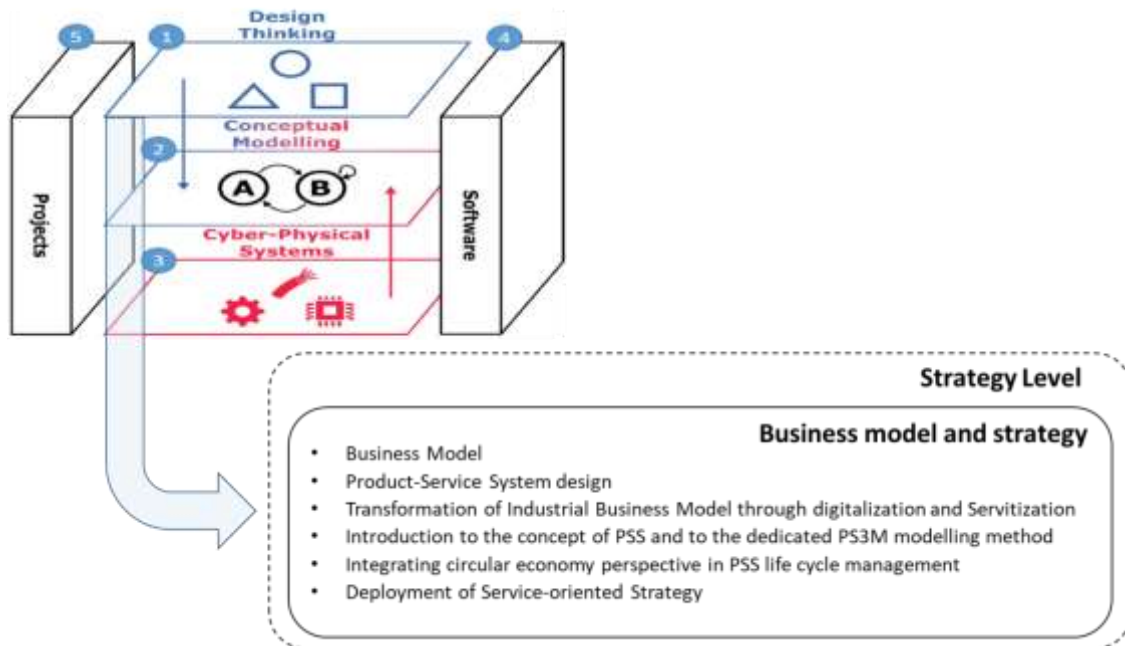 5
1
Design
Thinking
4
Conceptual
Modelling
2
A
B
Projects
Software
Cyber-Physical
Systems
3
Strategy Level
Business model and strategy
• Business Model
• Product-Service System design
• Transformation of Industrial Business Model through digitalization and Servitization
• Introduction to the concept of PSS and to the dedicated PS3M modelling method
• Integrating circular economy perspective in PSS life cycle management
• Deployment of Service-oriented Strategy